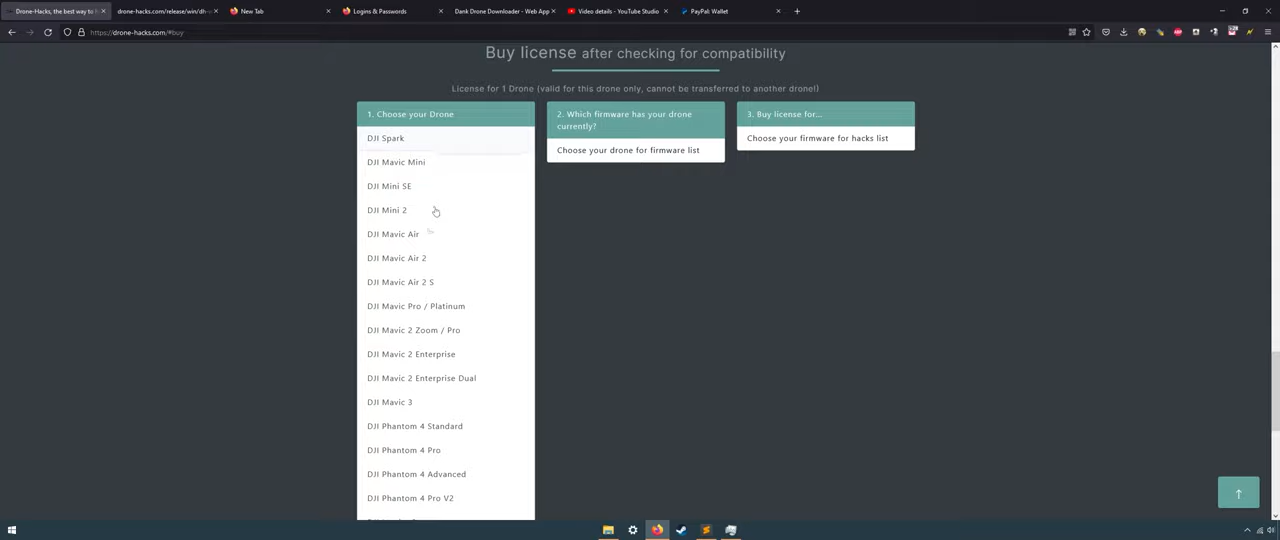 Drone-Hacks, the best way to h
drone-hacks.com/release/win/dh-
New Tab
Logins & Passwords
Dank Drone Downloader - Web App
Video details - YouTube Studio
PayPal: Wallet
https://drone-hacks.com/#buy
Buy license after checking for compatibility
License for 1 Drone (valid for this drone only, cannot be transferred to another drone!)
1. Choose your Drone
DJI Spark
DJI Mavic Mini
DJI Mini SE
DJI Mini 2
DJI Mavic Air
DJI Mavic Air 2
DJI Mavic Air 2 S
DJI Mavic Pro / Platinum
DJI Mavic 2 Zoom / Pro
DJI Mavic 2 Enterprise
DJI Mavic 2 Enterprise Dual
DJI Mavic 3
DJI Phantom 4 Standard
DJI Phantom 4 Pro
DJI Phantom 4 Advanced
DJI Phantom 4 Pro V2
2. Which firmware has your drone
currently?
Choose your drone for firmware list
3. Buy license for...
Choose your firmware for hacks list